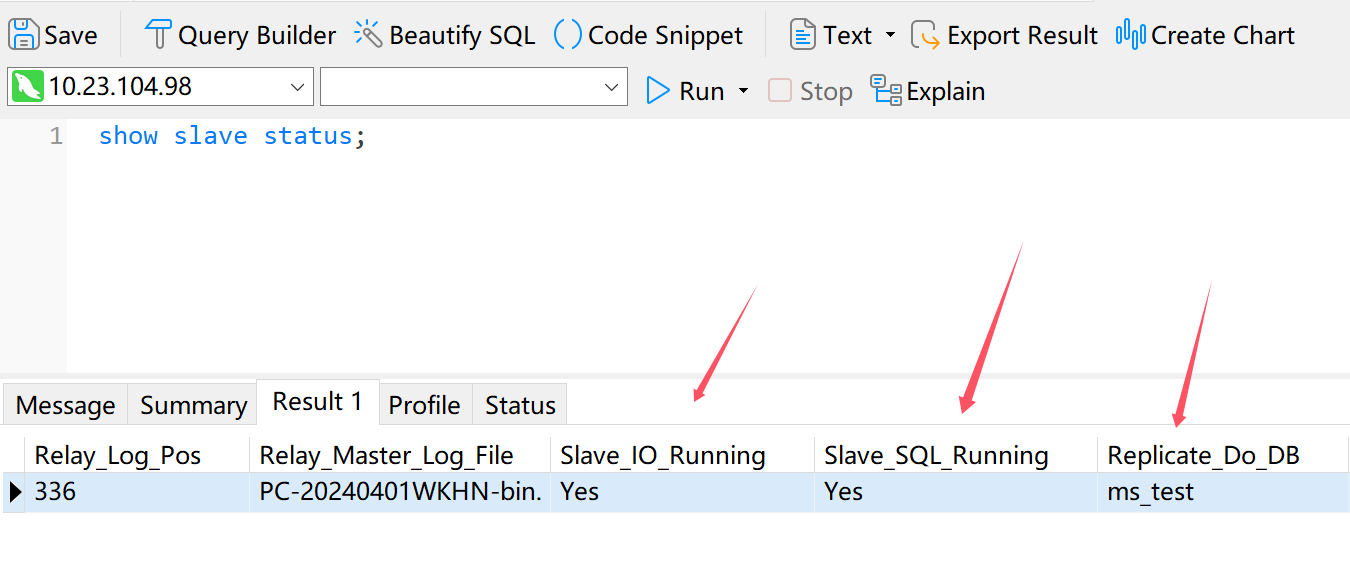 Save Query Builder Beautify SQL Code Snippet Text Export Result Create Chart
10.23.104.98 Run Stop Explain
1 show slave status;
Message Summary Result 1 Profile Status
Relay_Log_Pos Relay_Master_Log_File Slave_IO_Running Slave_SQL_Running Replicate_Do_DB
336 PC-20240401WKHN-bin. Yes Yes ms_test